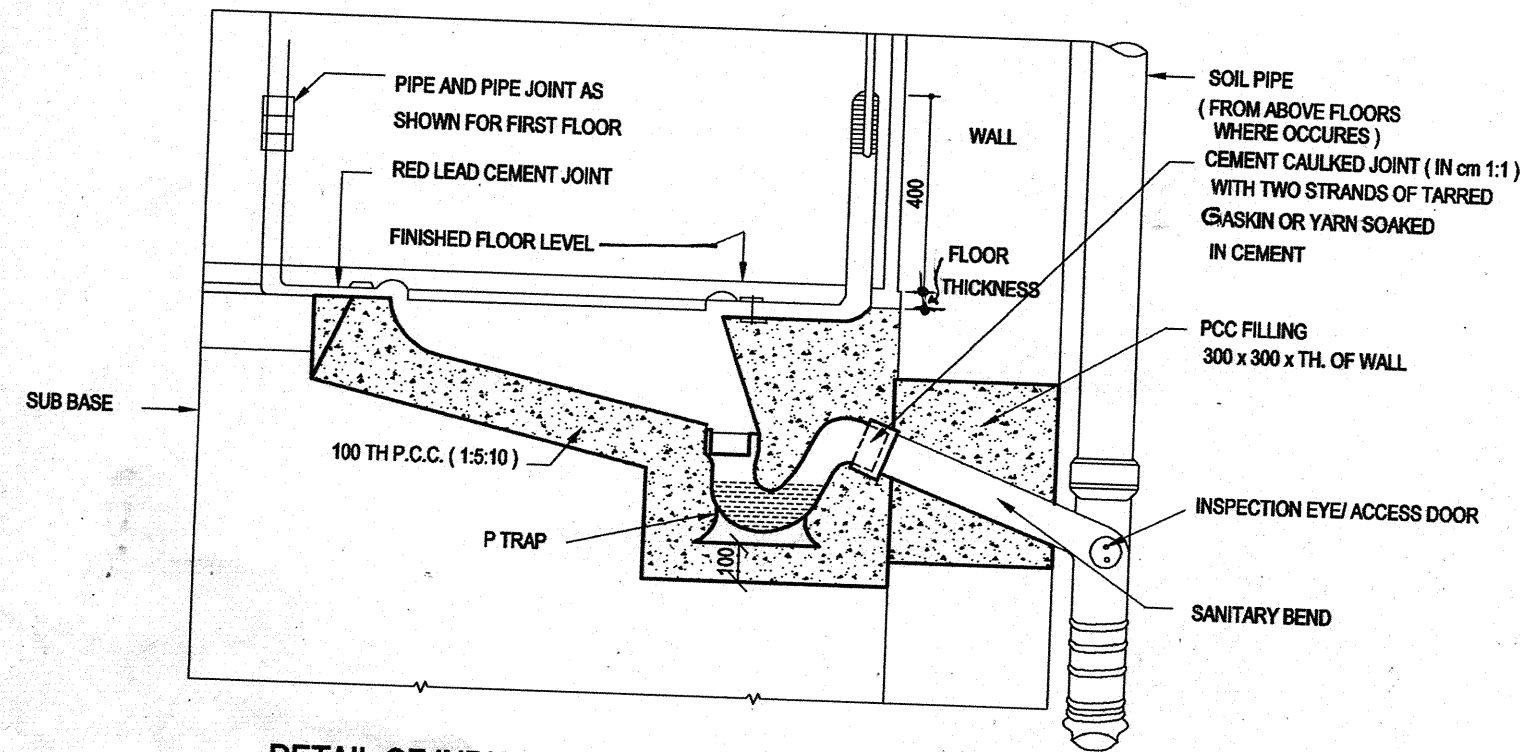 PIPE AND PIPE JOINT AS
SHOWN FOR FIRST FLOOR
RED LEAD CEMENT JOINT
FINISHED FLOOR LEVEL
WALL
400
FLOOR
THICKNESS
SOIL PIPE
( FROM ABOVE FLOORS
WHERE OCCURES )
CEMENT CAULKED JOINT ( IN cm 1:1 )
WITH TWO STRANDS OF TARRED
GASKIN OR YARN SOAKED
IN CEMENT
PCC FILLING
300 x 300 x TH. OF WALL
SUB BASE
100 TH P.C.C. ( 1:5:10 )
P TRAP
100
INSPECTION EYE/ ACCESS DOOR
SANITARY BEND
DETAIL OF